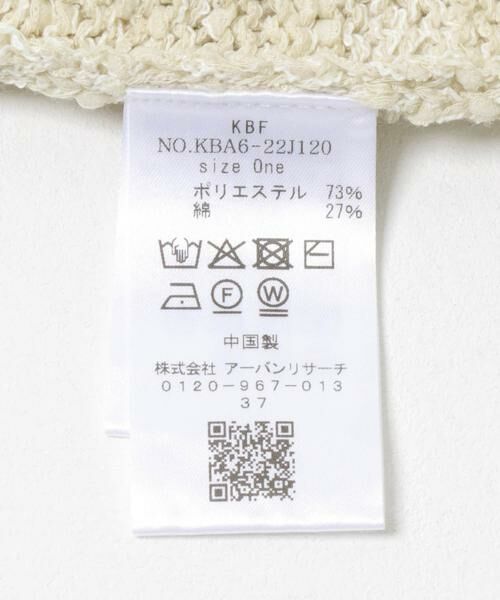 KBF
NO.KBA6-22J120
size One
ポリエステル 73%
綿 27%
F W
中国製
株式会社 アーバンリサーチ
0120-967-013
37